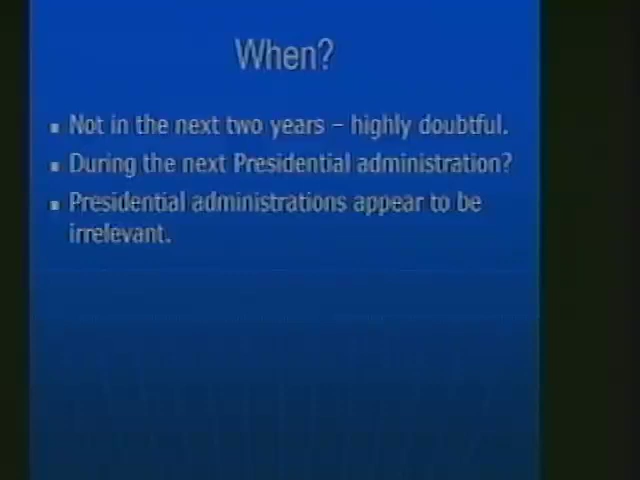 When?
Not in the next two years – highly doubtful.
During the next Presidential administration?
Presidential administrations appear to be
irrelevant.